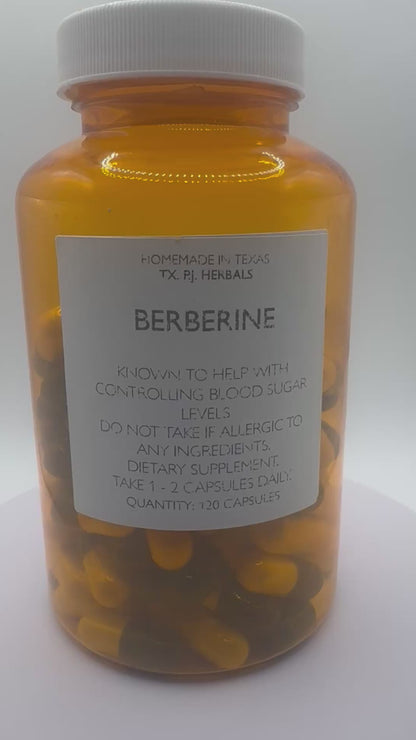 HOMEMADE IN TEXAS
TX. P.J. HERBALS
BERBERINE
KNOWN TO HELP WITH
CONTROLLING BLOOD SUGAR
LEVELS
DO NOT TAKE IF ALLERGIC TO
ANY INGREDIENTS.
DIETARY SUPPLEMENT.
TAKE 1 - 2 CAPSULES DAILY.
QUANTITY: 120 CAPSULES